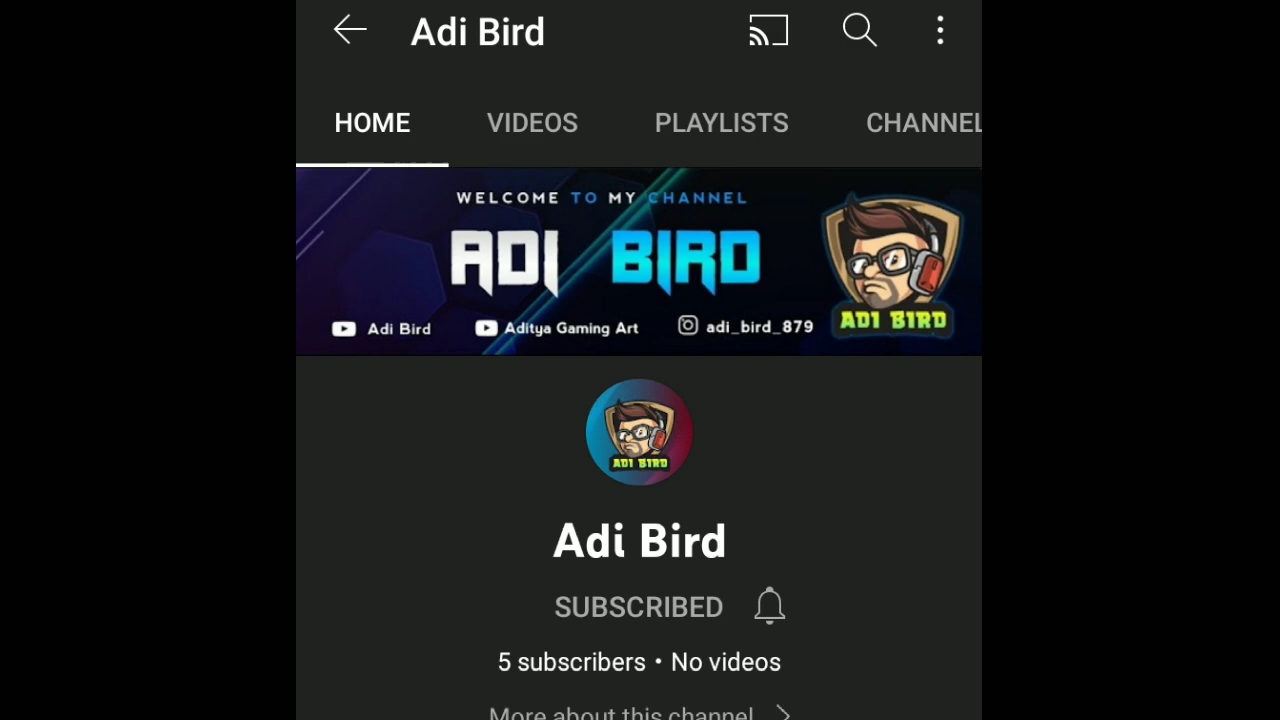 Adi Bird
HOME VIDEOS PLAYLISTS CHANNEL
WELCOME TO MY CHANNEL
ADI BIRD
Adi Bird Aditya Gaming Art adi_bird_879
ADI BIRD
ADI BIRD
Adi Bird
SUBSCRIBED
5 subscribers • No videos
More about this channel